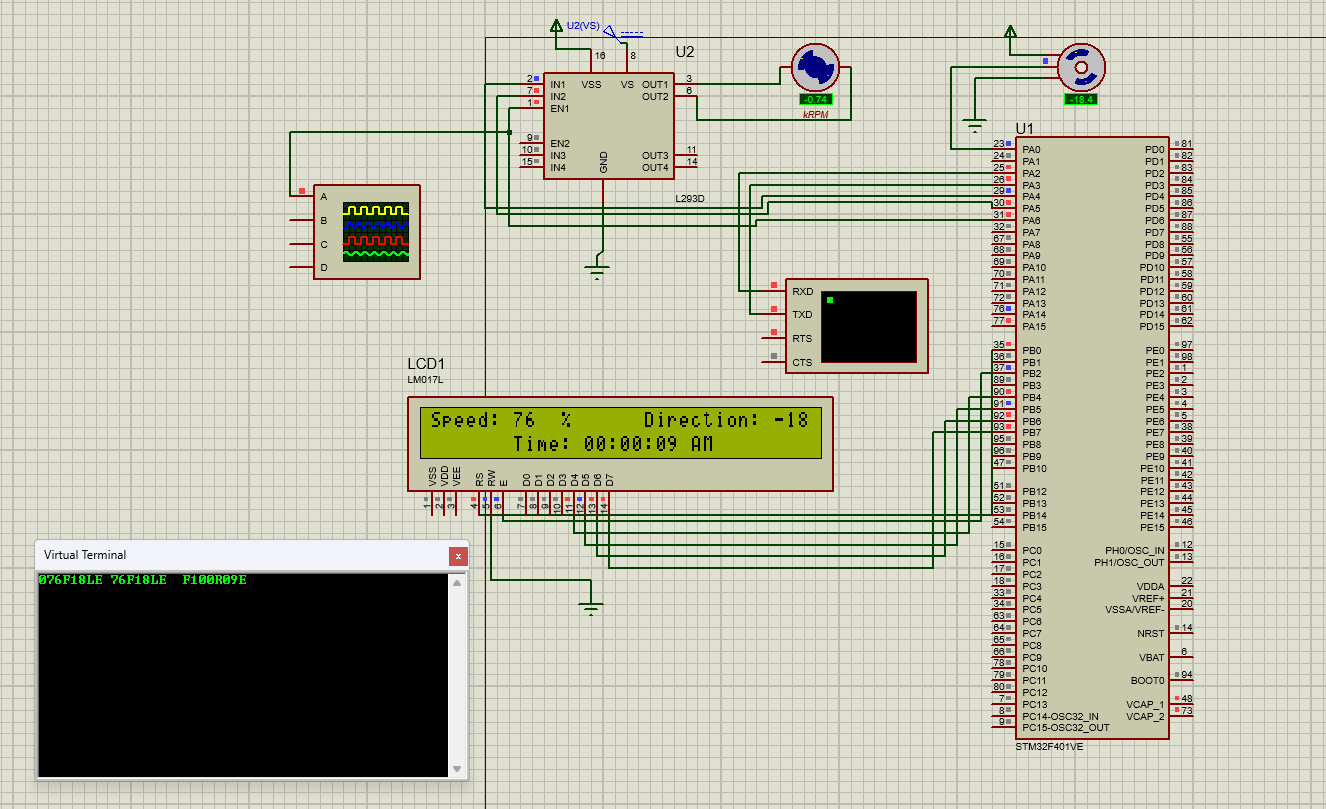 U2(VS)
U2
16
8
2
IN1
VSS
VS
OUT1
3
7
IN2
OUT2
6
1
EN1
9
EN2
10
IN3
OUT3
11
15
IN4
OUT4
14
GND
L293D
-0.74
kRPM
-18.4
A
B
C
D
RXD
TXD
RTS
CTS
LCD1
LM017L
Speed: 76 % Direction: -18
Time: 00:00:09 AM
VSS
VDD
VEE
RS
RW
E
D0
D1
D2
D3
D4
D5
D6
D7
1
2
3
4
5
6
7
8
9
10
11
12
13
14
Virtual Terminal
x
076F18LE 76F18LE F100R09E
U1
23 PA0 PD0 81
24 PA1 PD1 82
25 PA2 PD2 83
26 PA3 PD3 84
29 PA4 PD4 85
30 PA5 PD5 86
31 PA6 PD6 87
32 PA7 PD7 88
67 PA8 PD8 55
68 PA9 PD9 56
69 PA10 PD10 57
70 PA11 PD11 58
71 PA12 PD12 59
72 PA13 PD13 60
76 PA14 PD14 61
77 PA15 PD15 62
35 PB0 PE0 97
36 PB1 PE1 98
37 PB2 PE2 1
89 PB3 PE3 2
90 PB4 PE4 3
91 PB5 PE5 4
92 PB6 PE6 5
93 PB7 PE7 38
95 PB8 PE8 39
96 PB9 PE9 40
47 PB10 PE10 41
PE11 42
51 PB12 PE12 43
52 PB13 PE13 44
53 PB14 PE14 45
54 PB15 PE15 46
15 PC0 PH0/OSC_IN 12
16 PC1 PH1/OSC_OUT 13
17 PC2
18 PC3 VDDA 22
33 PC4 VREF+ 21
34 PC5 VSSA/VREF- 20
63 PC6
64 PC7 NRST 14
65 PC8
66 PC9 VBAT 6
78 PC10
79 PC11 BOOT0 94
80 PC12
7 PC13 VCAP_1 48
8 PC14-OSC32_IN VCAP_2 73
9 PC15-OSC32_OUT
STM32F401VE